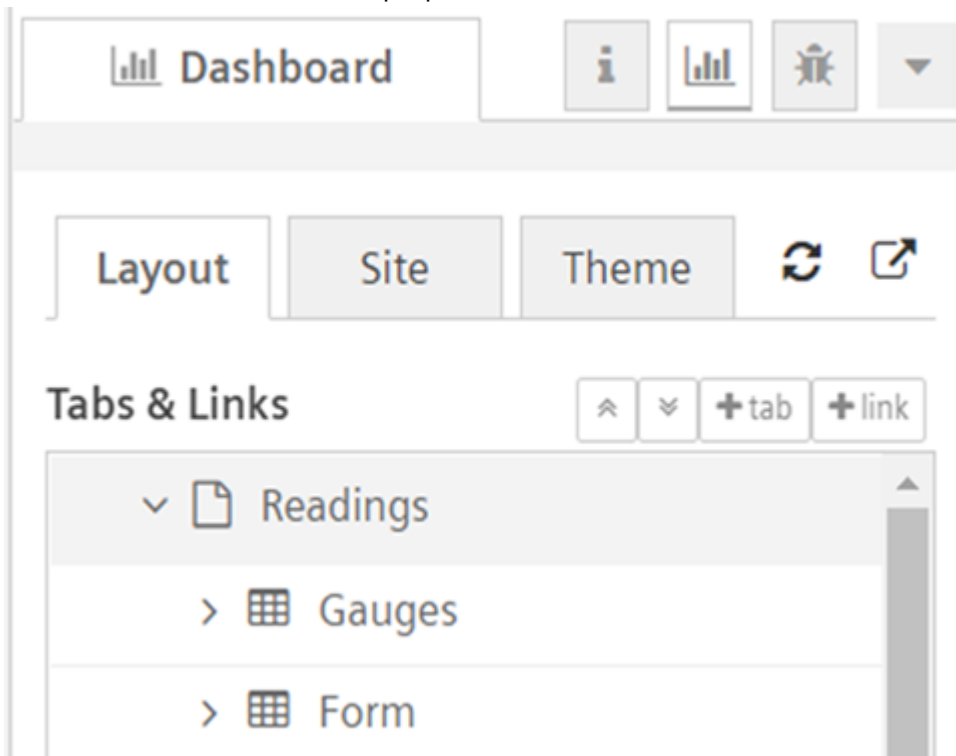 Dashboard i
Layout Site Theme
Tabs & Links +tab +link
Readings
Gauges
Form